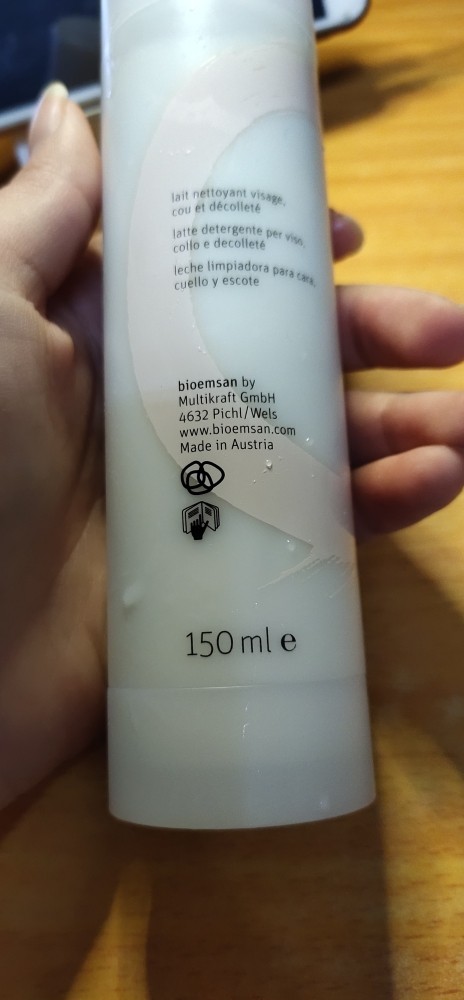 lait nettoyant visage,
cou et décolleté
latte detergente per viso,
collo e decolleté
leche limpiadora para cara,
cuello y escote
bioemsan by
Multikraft GmbH
4632 Pichl/Wels
www.bioemsan.com
Made in Austria
150 ml e